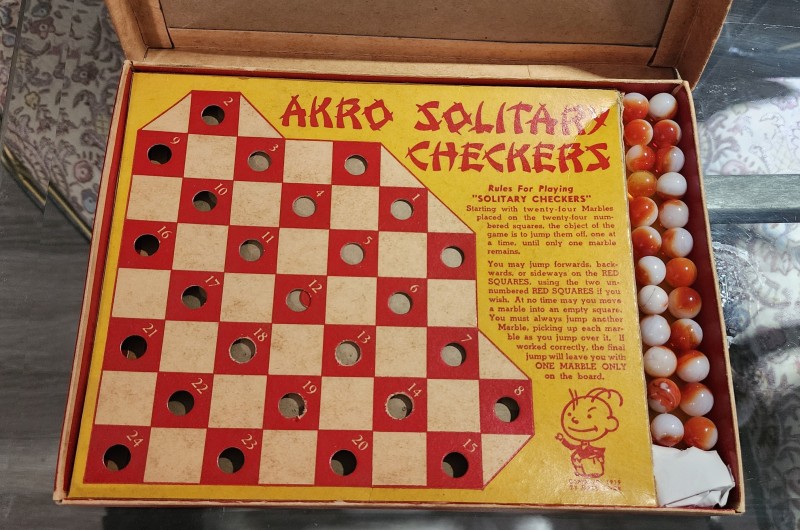 AKRO SOLITARY
CHECKERS
Rules For Playing
"SOLITARY CHECKERS"
Starting with twenty-four Marbles
placed on the twenty-four num-
bered squares, the object of the
game is to jump them off, one at
a time, until only one marble
remains.
You may jump forwards, back-
wards, or sideways on the RED
SQUARES, using the two un-
numbered RED SQUARES if you
wish. At no time may you move
a marble into an empty square.
You must always jump another
Marble, picking up each mar-
ble as you jump over it. If
worked correctly, the final
jump will leave you with
ONE MARBLE ONLY
on the board.
2
9 3
10 4 1
16 11 5
17 12 6
21 18 13 7
22 19 14 8
24 23 20 15